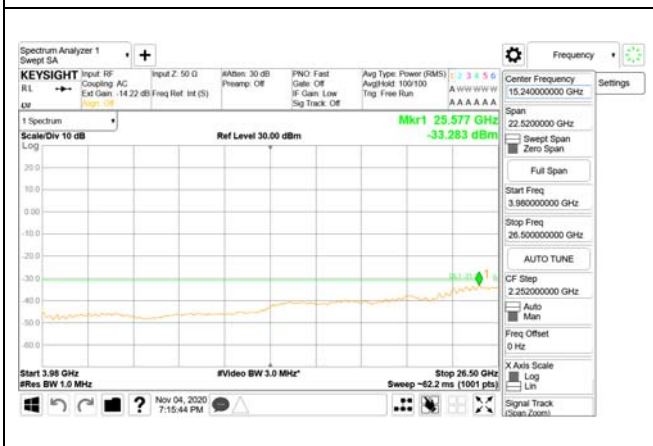 Spectrum Analyzer 1
Swept SA
Frequency
KEYSIGHT
Input: RF
Coupling: AC
Ext Gain: -14.22 dB
Align: Off
Input Z: 50 Ω
Freq Ref: Int (S)
#Atten: 30 dB
Preamp: Off
PNO: Fast
Gate: Off
IF Gain: Low
Sig Track: Off
Avg Type: Power (RMS)
Avg|Hold: 100/100
Trig: Free Run
1 2 3 4 5 6
A W W W W W
A A A A A A
RL
1 Spectrum
Scale/Div 10 dB
Log
Ref Level 30.00 dBm
Mkr1 25.577 GHz
-33.283 dBm
20.0
10.0
0.00
-10.0
-20.0
-30.0
-40.0
-50.0
-60.0
1
Start 3.98 GHz
#Res BW 1.0 MHz
#Video BW 3.0 MHz*
Stop 26.50 GHz
Sweep ~62.2 ms (1001 pts)
Center Frequency
15.240000000 GHz
Settings
Span
22.5200000 GHz
Swept Span
Zero Span
Full Span
Start Freq
3.980000000 GHz
Stop Freq
26.500000000 GHz
AUTO TUNE
CF Step
2.252000000 GHz
Auto
Man
Freq Offset
0 Hz
X Axis Scale
Log
Lin
Signal Track
(Span Zoom)
?
Nov 04, 2020
7:15:44 PM